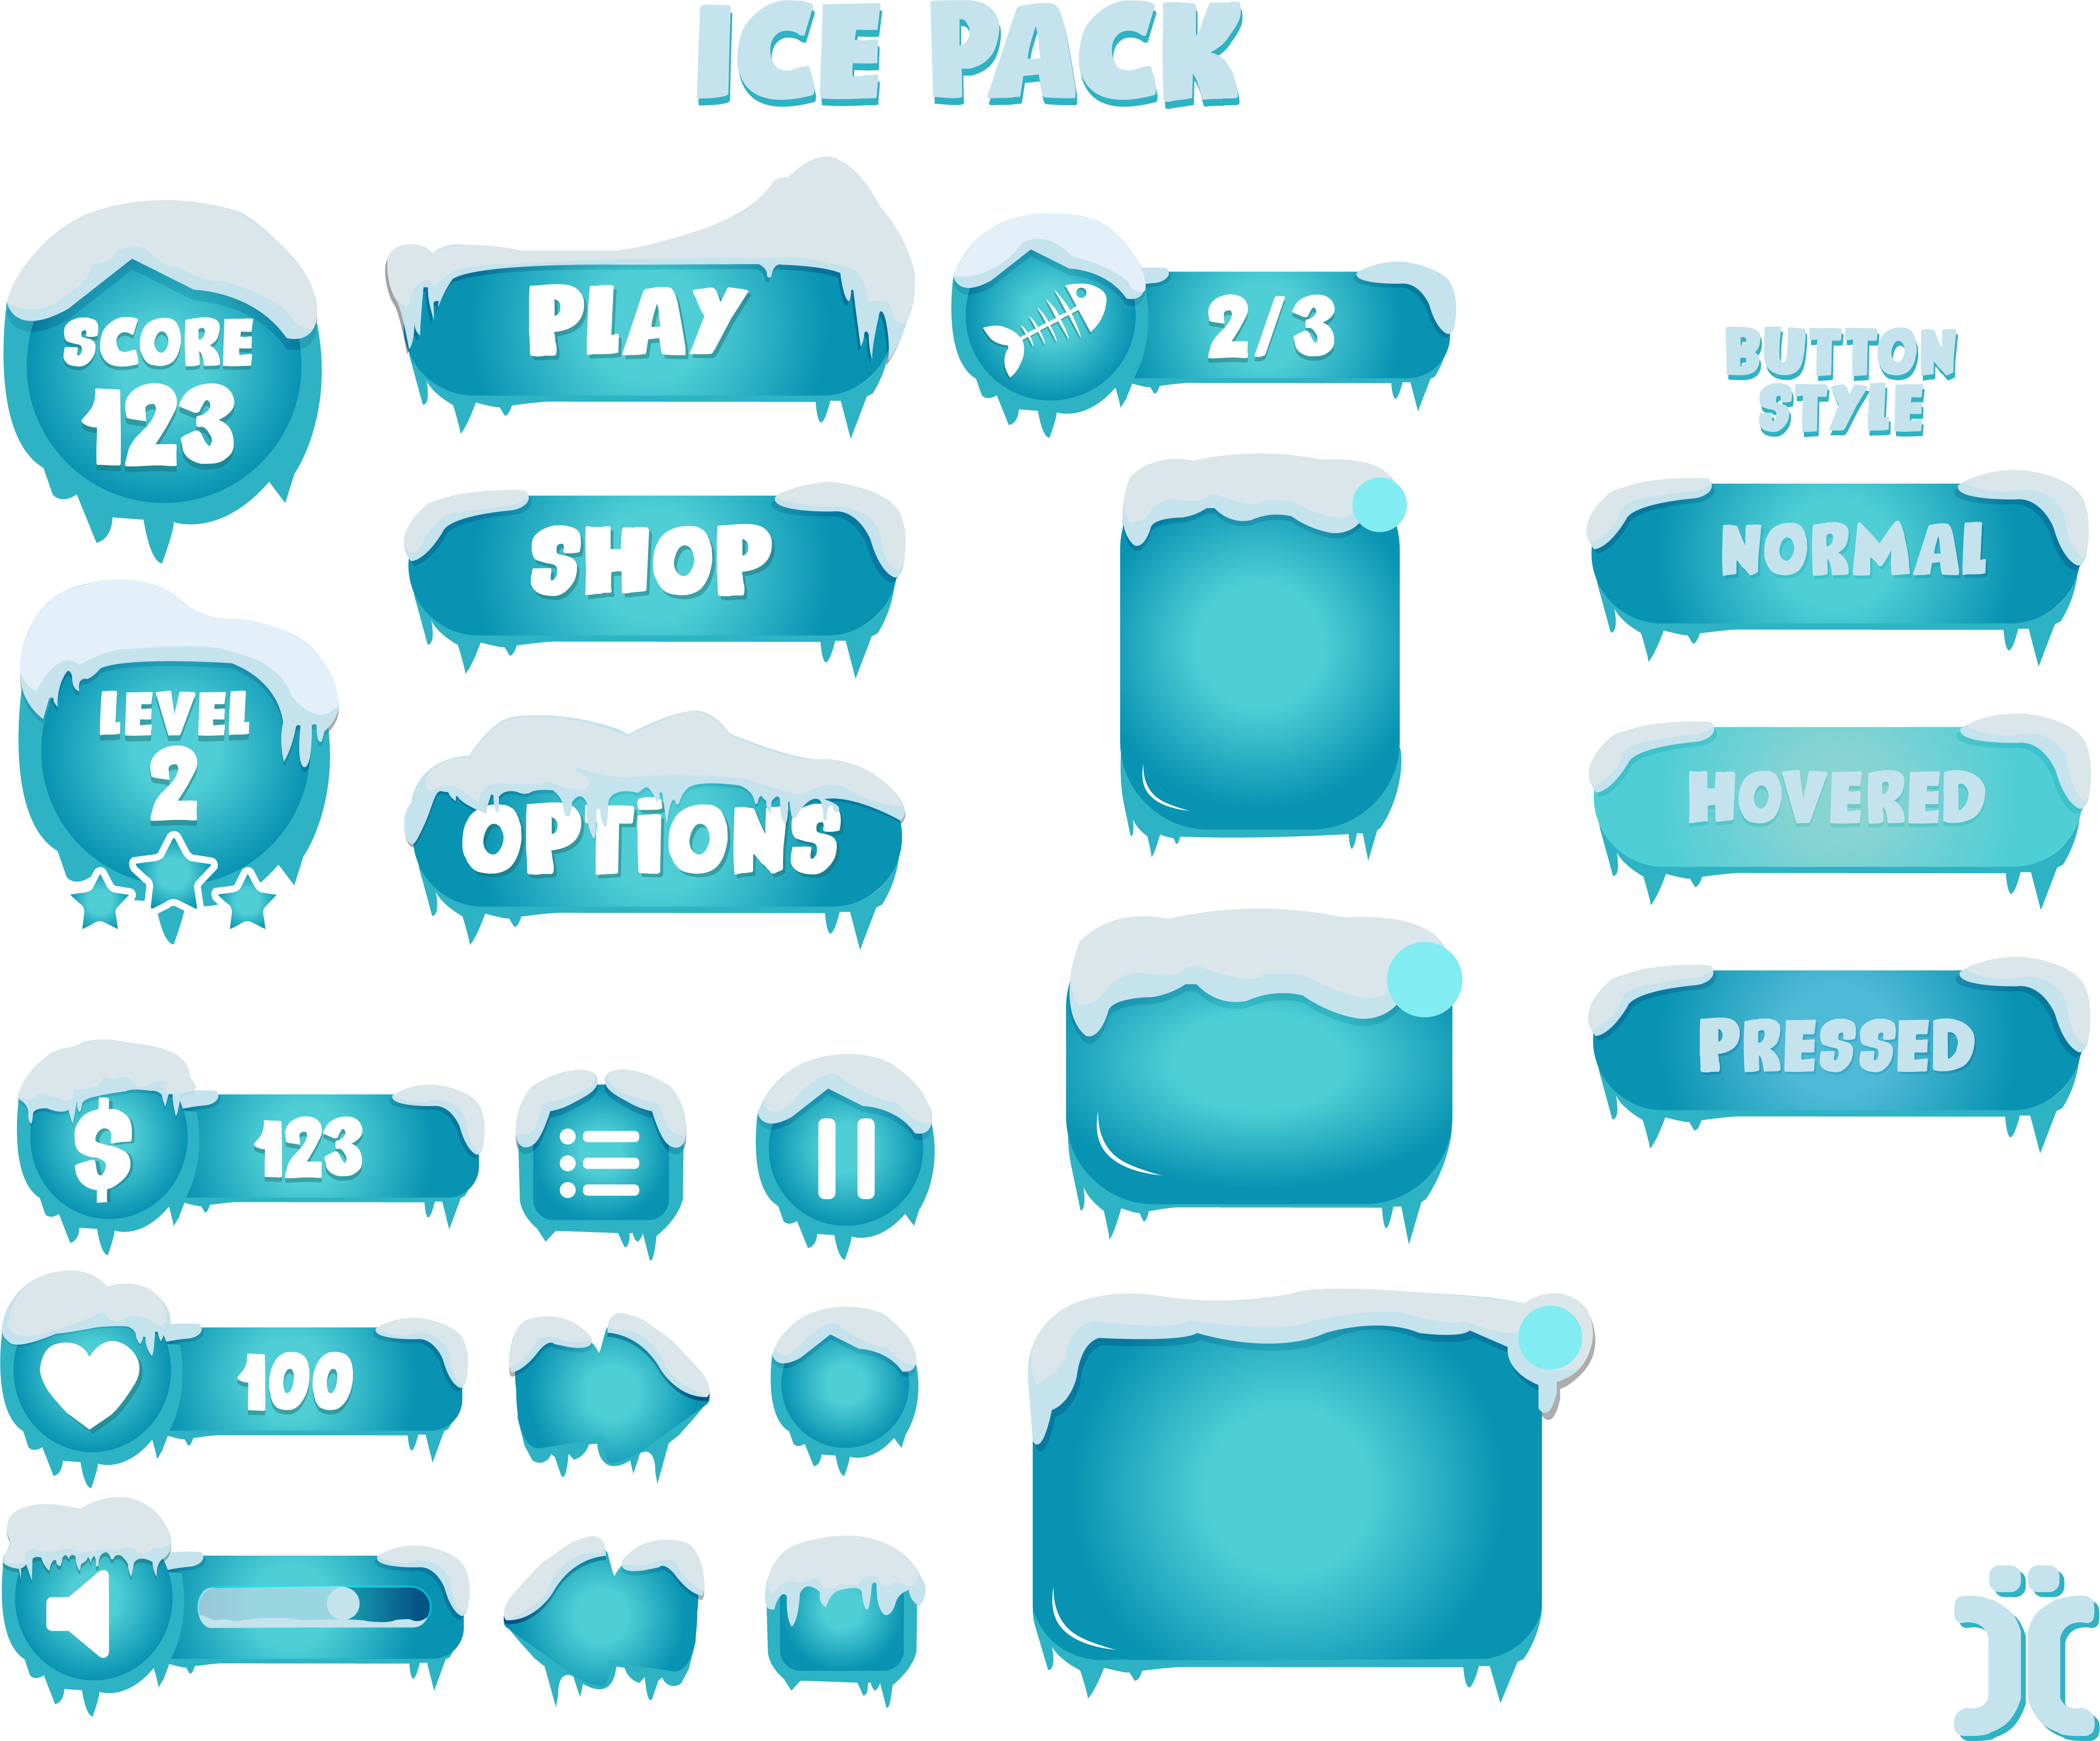 ICE PACK
SCORE
123
PLAY
2/3
BUTTON
STYLE
SHOP
NORMAL
LEVEL
2
OPTIONS
HOVERED
PRESSED
$
123
100